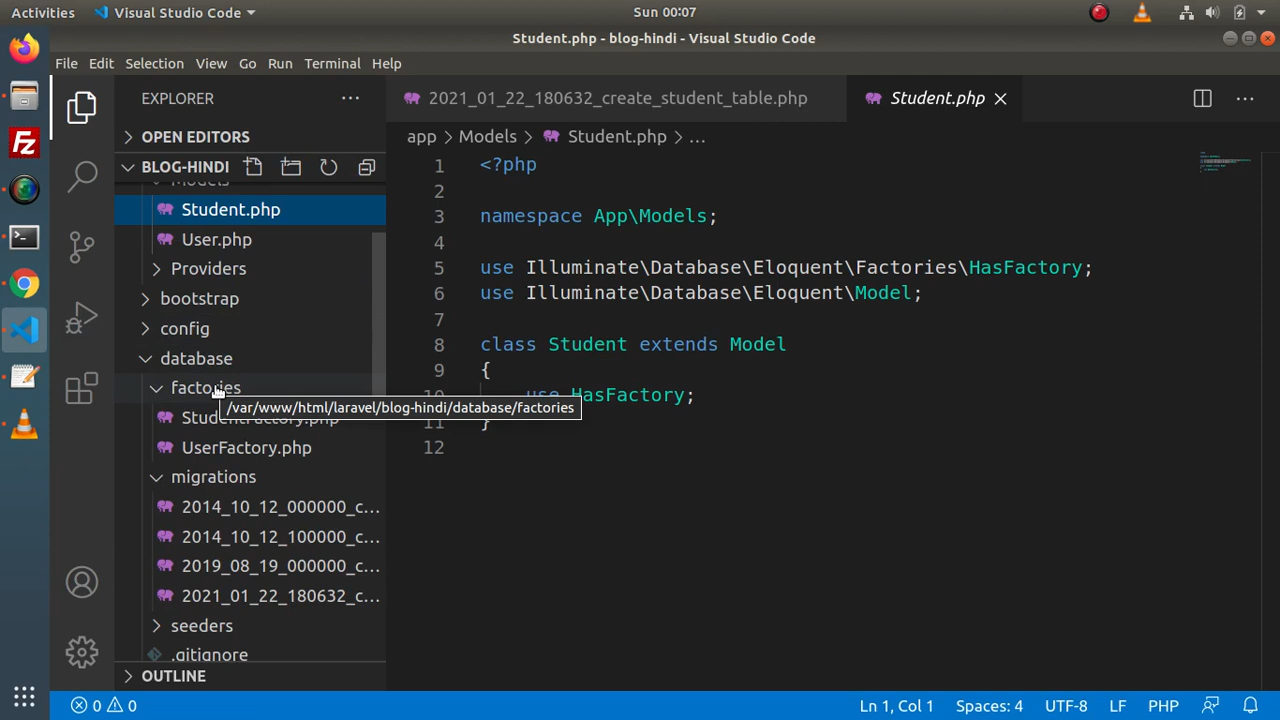 Activities
Visual Studio Code
Sun 00:07
Student.php - blog-hindi - Visual Studio Code
File Edit Selection View Go Run Terminal Help
EXPLORER
OPEN EDITORS
BLOG-HINDI
Student.php
User.php
Providers
bootstrap
config
database
factories
/var/www/html/laravel/blog-hindi/database/factories
StudentFactory.php
UserFactory.php
migrations
2014_10_12_000000_c...
2014_10_12_100000_c...
2019_08_19_000000_c...
2021_01_22_180632_c...
seeders
.gitignore
OUTLINE
2021_01_22_180632_create_student_table.php
Student.php
app > Models > Student.php > ...
1 <?php
2
3 namespace App\Models;
4
5 use Illuminate\Database\Eloquent\Factories\HasFactory;
6 use Illuminate\Database\Eloquent\Model;
7
8 class Student extends Model
9 {
10 use HasFactory;
11 }
12
0 0
Ln 1, Col 1 Spaces: 4 UTF-8 LF PHP